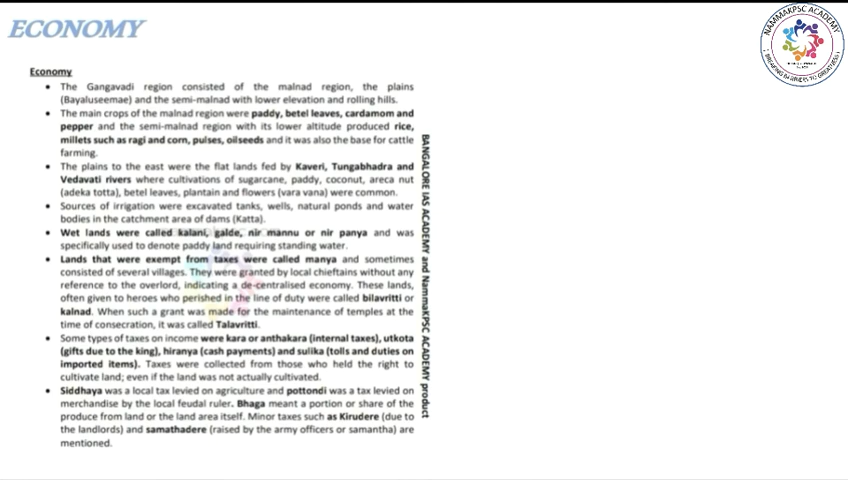 ECONOMY
NAMMAKPSC ACADEMY
Economy
• The Gangavadi region consisted of the malnad region, the plains
(Bayaluseemae) and the semi-malnad with lower elevation and rolling hills.
• The main crops of the malnad region were paddy, betel leaves, cardamom and
pepper and the semi-malnad region with its lower altitude produced rice,
millets such as ragi and corn, pulses, oilseeds and it was also the base for cattle
farming.
• The plains to the east were the flat lands fed by Kaveri, Tungabhadra and
Vedavati rivers where cultivations of sugarcane, paddy, coconut, areca nut
(adeka totta), betel leaves, plantain and flowers (vara vana) were common.
• Sources of irrigation were excavated tanks, wells, natural ponds and water
bodies in the catchment area of dams (Katta).
• Wet lands were called kalani, galde, nir mannu or nir panya and was
specifically used to denote paddy land requiring standing water.
• Lands that were exempt from taxes were called manya and sometimes
consisted of several villages. They were granted by local chieftains without any
reference to the overlord, indicating a de-centralised economy. These lands,
often given to heroes who perished in the line of duty were called bilavritti or
kalnad. When such a grant was made for the maintenance of temples at the
time of consecration, it was called Talavritti.
• Some types of taxes on income were kara or anthakara (internal taxes), utkota
(gifts due to the king), hiranya (cash payments) and sulika (tolls and duties on
imported items). Taxes were collected from those who held the right to
cultivate land; even if the land was not actually cultivated.
• Siddhaya was a local tax levied on agriculture and pottondi was a tax levied on
merchandise by the local feudal ruler. Bhaga meant a portion or share of the
produce from land or the land area itself. Minor taxes such as Kirudere (due to
the landlords) and samathadere (raised by the army officers or samantha) are
mentioned.
BANGALORE IAS ACADEMY and NammaKPSC ACADEMY product